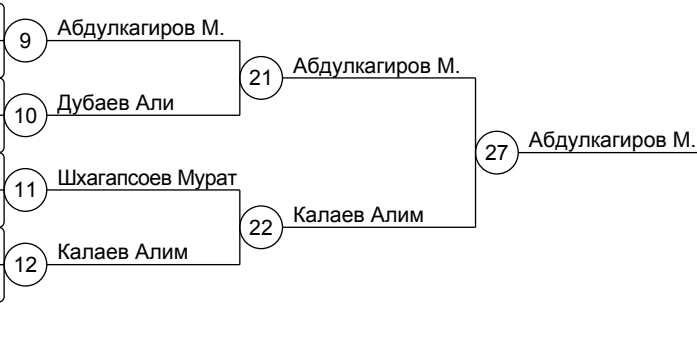 9
Абдулкагиров М.
10
Дубаев Али
21
Абдулкагиров М.
11
Шхагапсоев Мурат
12
Калаев Алим
22
Калаев Алим
27
Абдулкагиров М.